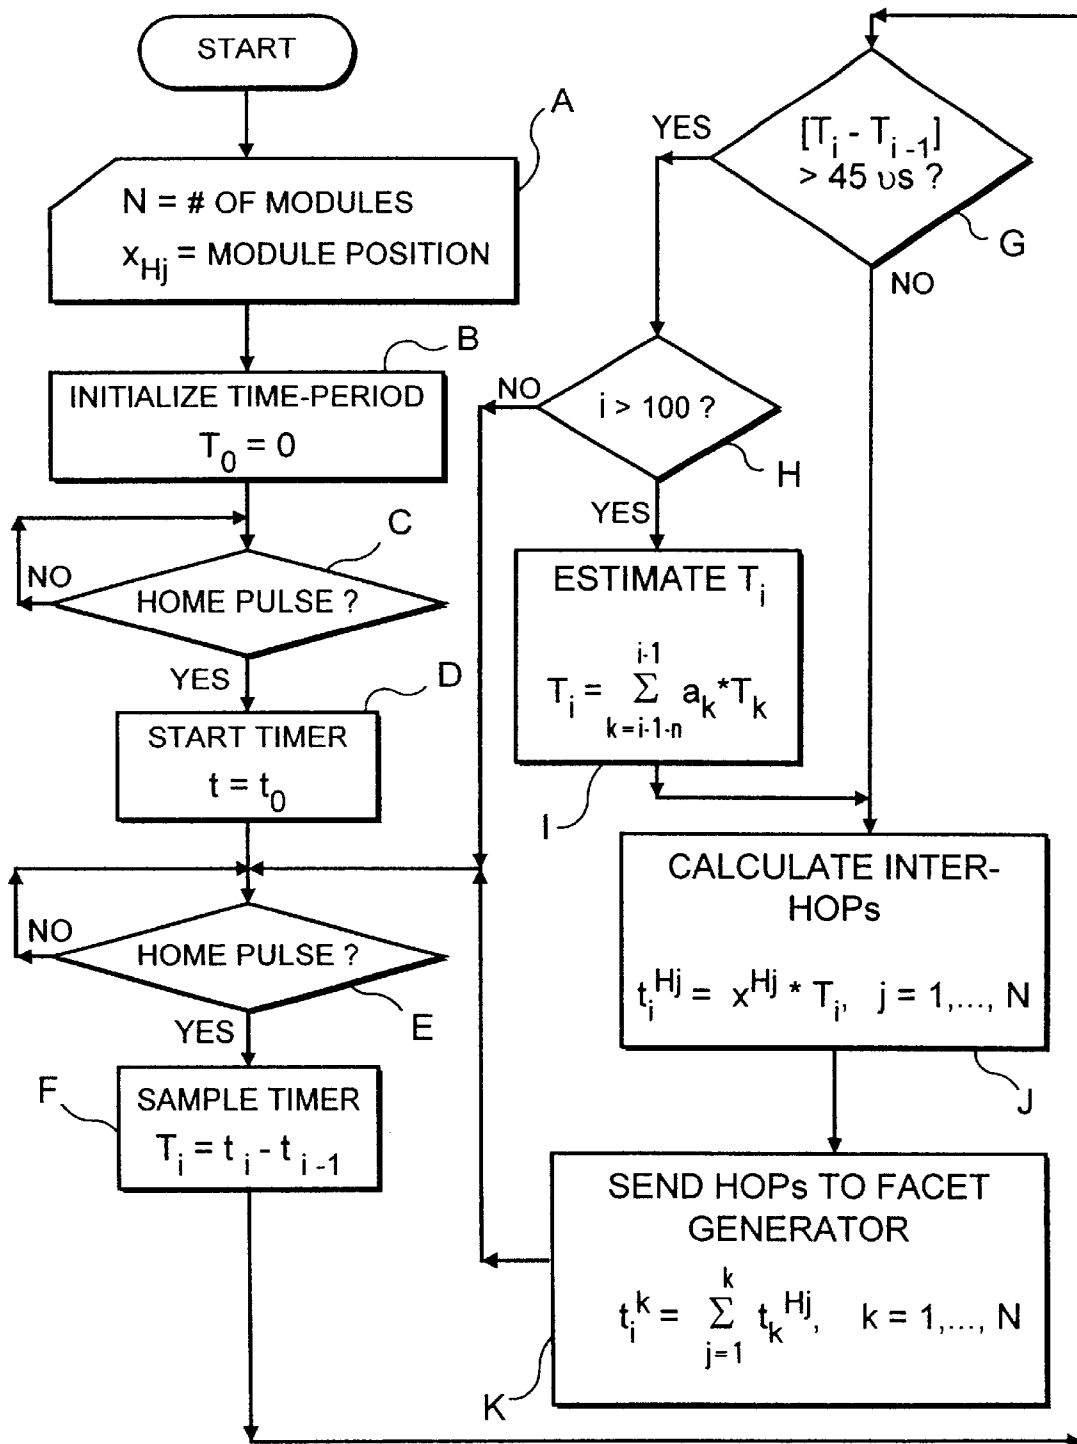 START
A
N = # OF MODULES
x_Hj = MODULE POSITION
B
INITIALIZE TIME-PERIOD
T_0 = 0
C
NO
HOME PULSE ?
YES
D
START TIMER
t = t_0
NO
HOME PULSE ?
YES
E
F
SAMPLE TIMER
T_i = t_i - t_i-1
YES
[T_i - T_i-1]
> 45 υs ?
G
NO
NO
i > 100 ?
H
YES
ESTIMATE T_i
T_i = Σ_{k=i-1-n}^{i-1} a_k*T_k
I
CALCULATE INTER-
HOPs
t_i^Hj = x^Hj * T_i, j = 1,..., N
J
SEND HOPs TO FACET
GENERATOR
t_i^k = Σ_{j=1}^{k} t_k^Hj, k = 1,..., N
K